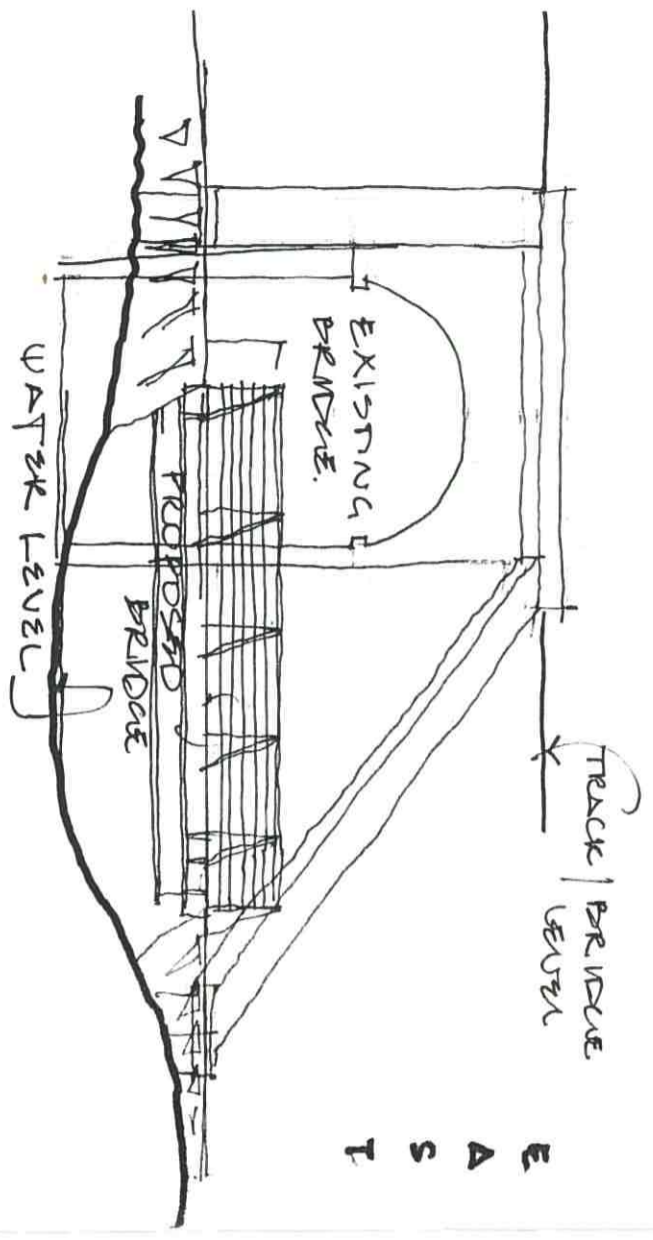 TRACK / BRIDGE
LEVEL
EXISTING
BRIDGE.
PROPOSED
BRIDGE
WATER LEVEL
EAST